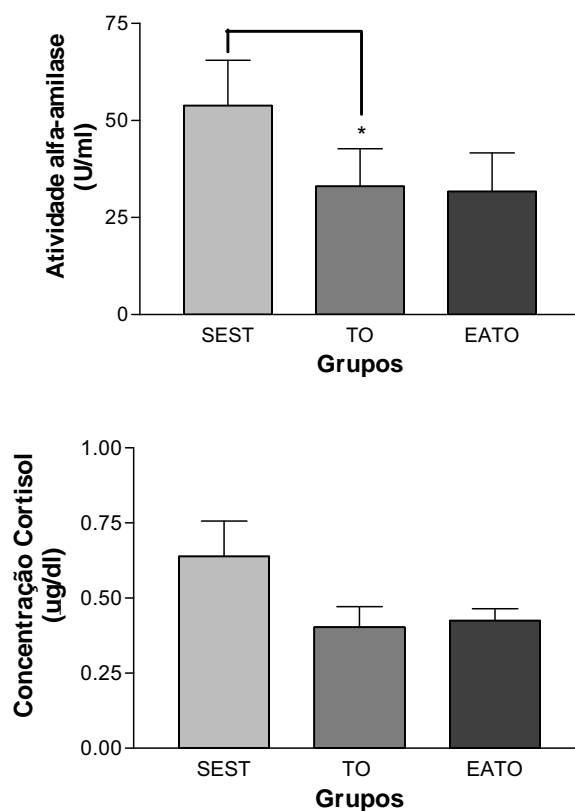 Atividade alfa-amilase
(U/ml)
75
50
25
0
*
SEST TO EATO
Grupos
Concentração Cortisol
(ug/dl)
1.00
0.75
0.50
0.25
0.00
SEST TO EATO
Grupos